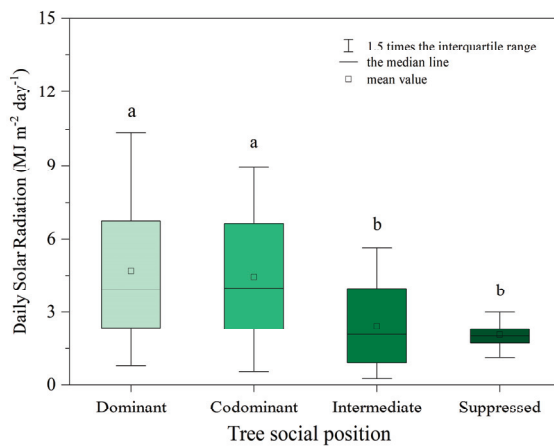 15
12
9
6
3
0
Daily Solar Radiation (MJ m⁻² day⁻¹)
1.5 times the interquartile range
the median line
mean value
a
a
b
b
Dominant
Codominant
Intermediate
Suppressed
Tree social position